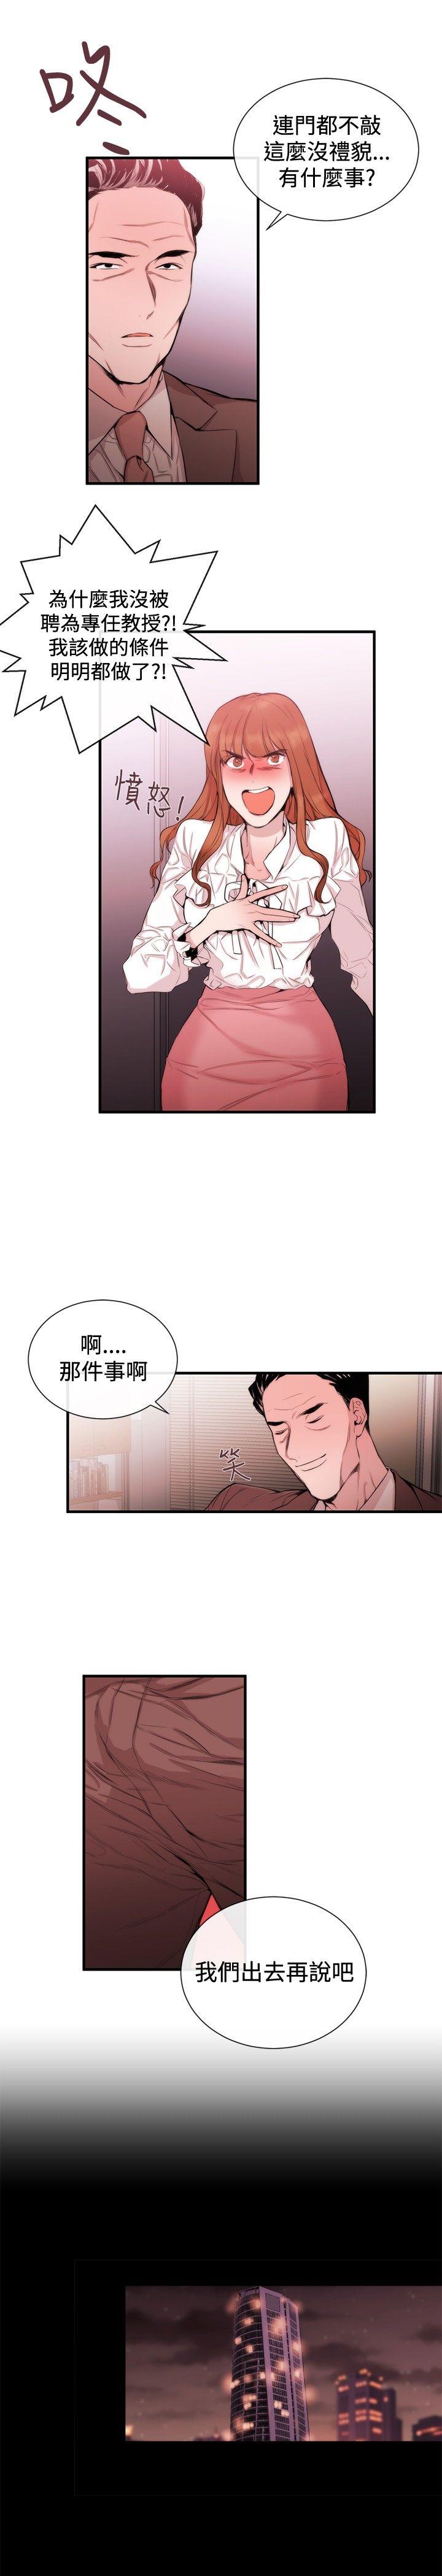 咚
連門都不敲
這麼沒禮貌...
有什麼事?
為什麼我沒被
聘為專任教授?!
我該做的條件
明明都做了?!
憤怒!
啊....
那件事啊
笑
我們出去再說吧